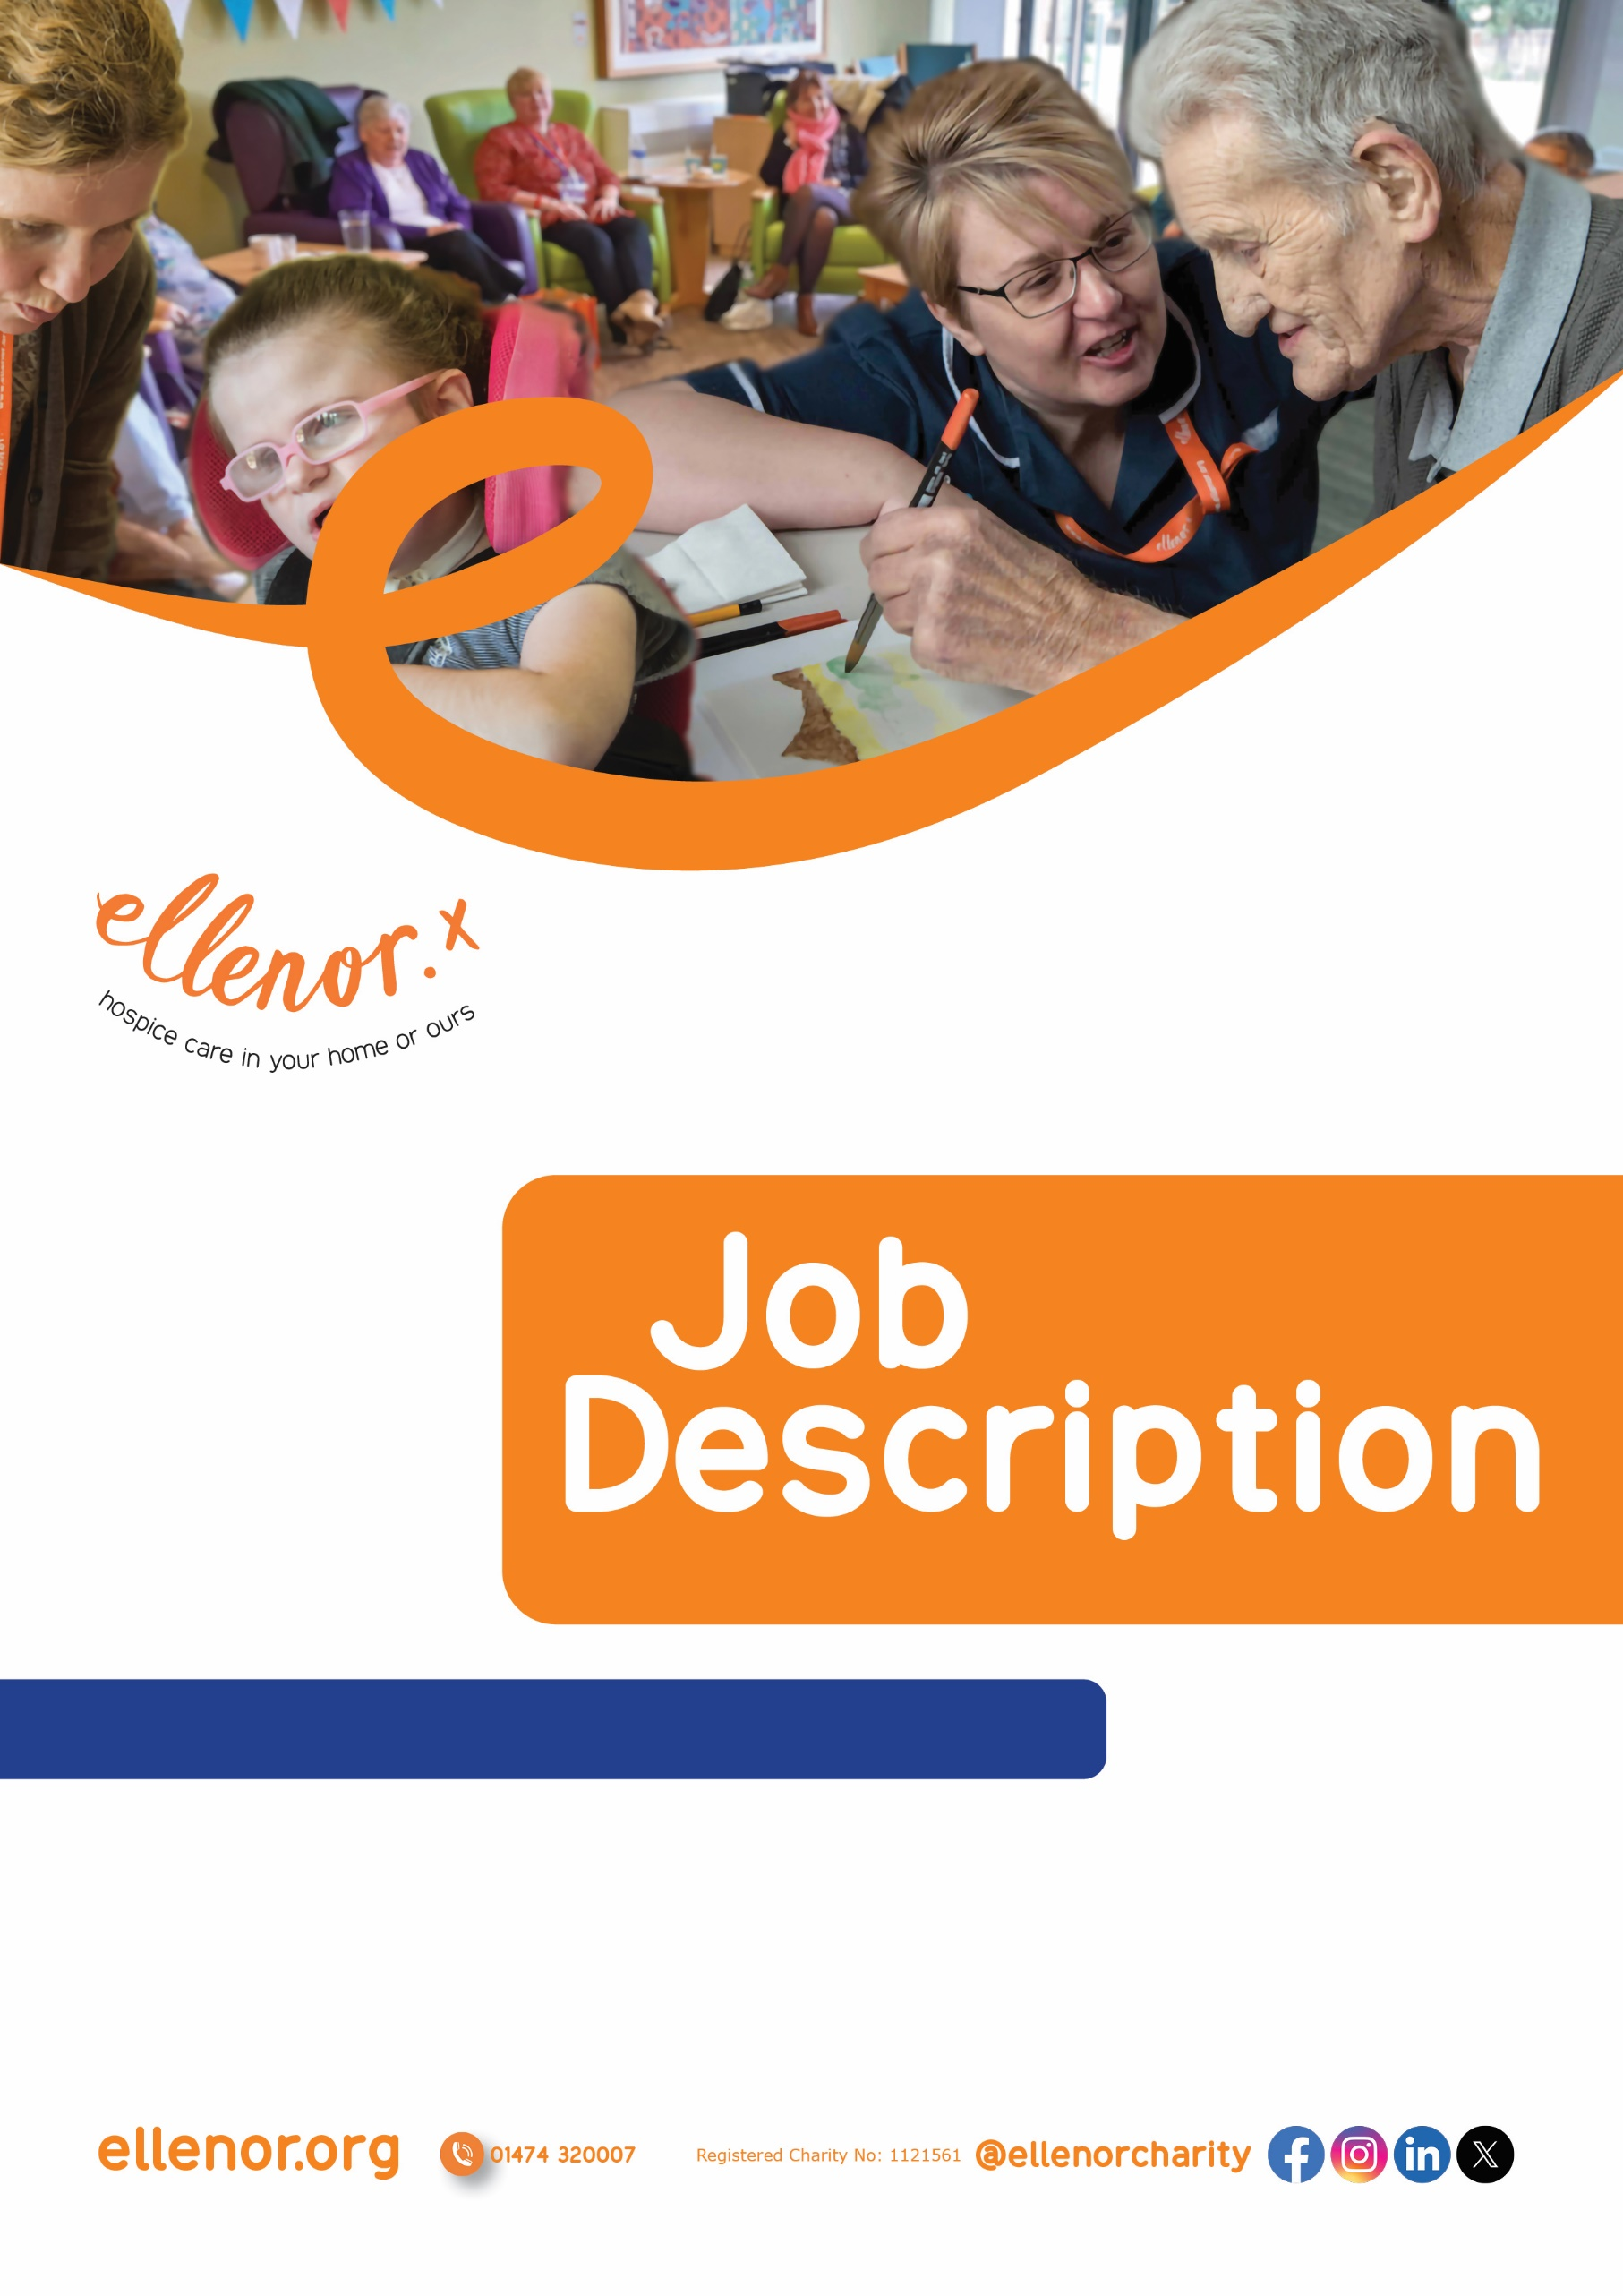 ellenor.x
hospice care in your home or ours
Job
Description
ellenor.org
01474 320007
Registered Charity No: 1121561
@ellenorcharity